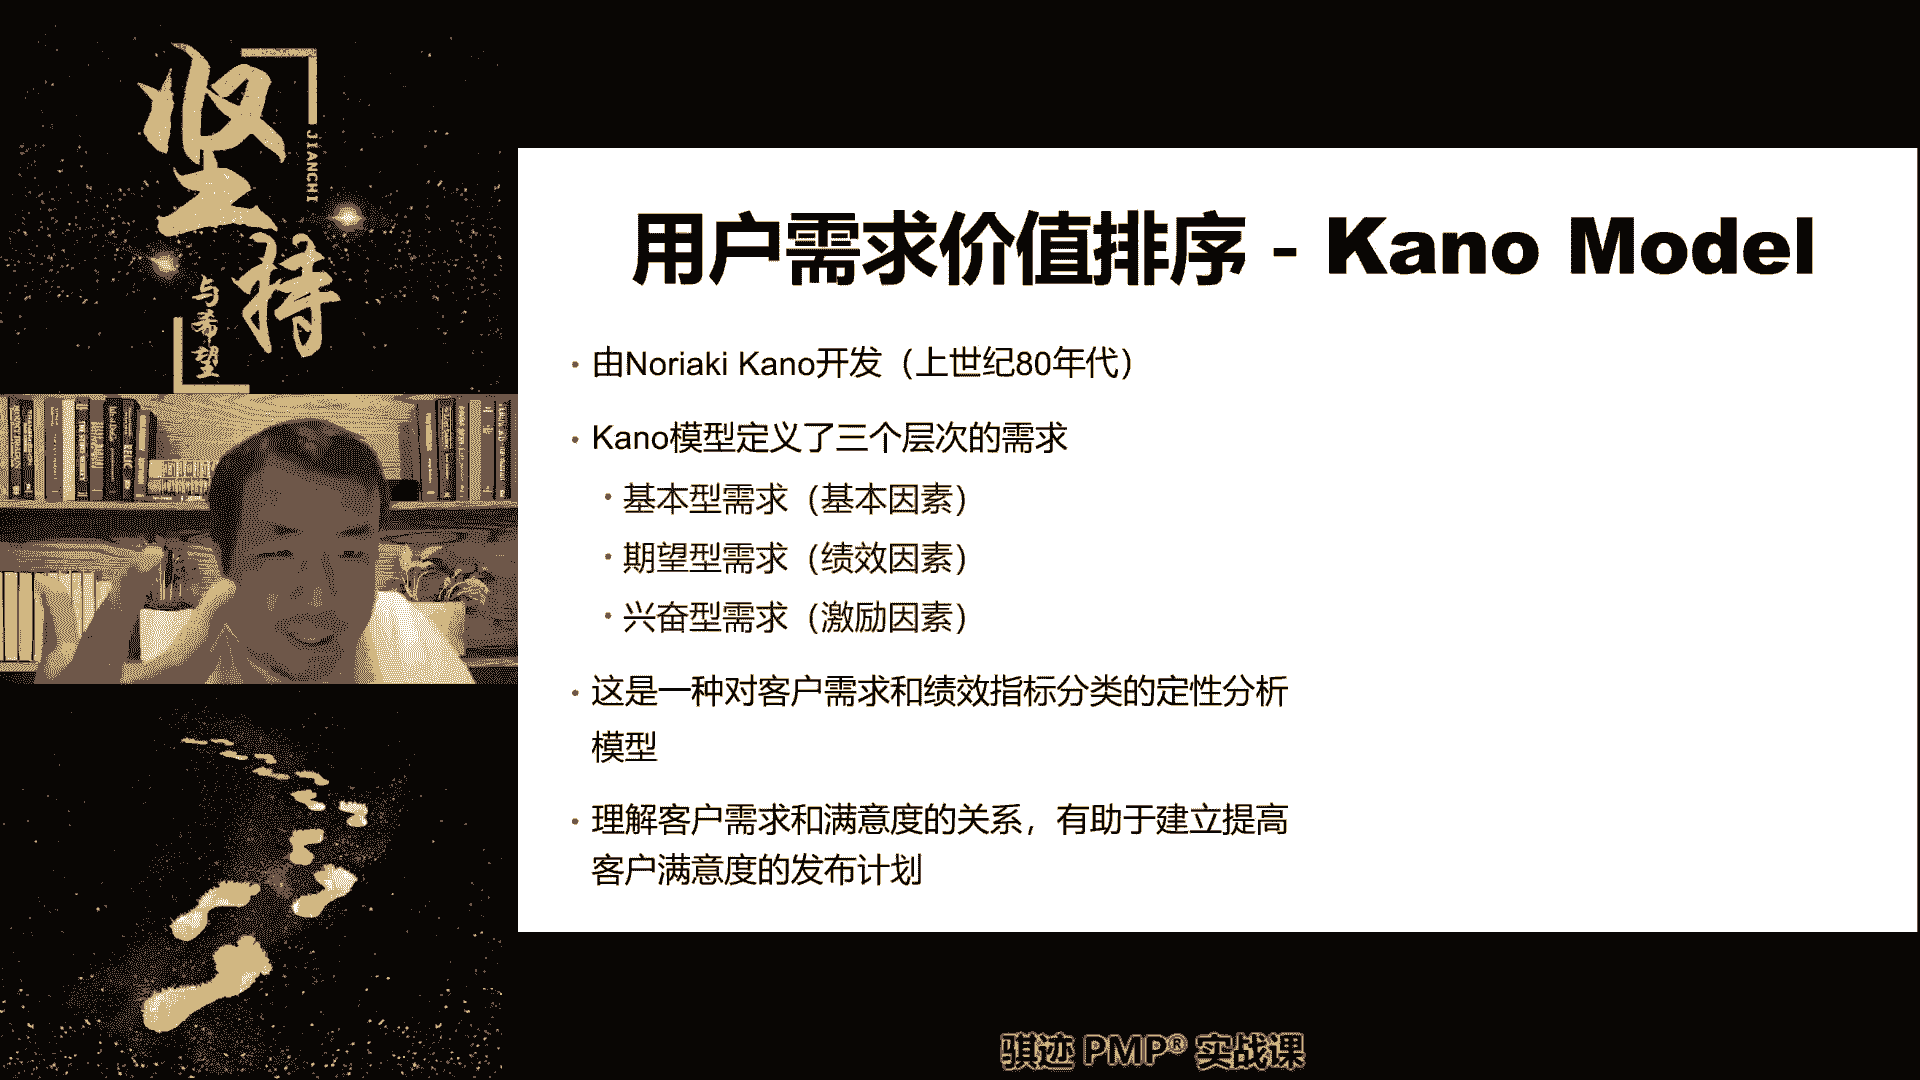 坚持
JIANCHI
与希望
用户需求价值排序 - Kano Model
• 由Noriaki Kano开发（上世纪80年代）
• Kano模型定义了三个层次的需求
• 基本型需求（基本因素）
• 期望型需求（绩效因素）
• 兴奋型需求（激励因素）
• 这是一种对客户需求和绩效指标分类的定性分析
模型
• 理解客户需求和满意度的关系，有助于建立提高
客户满意度的发布计划
骐迹 PMP® 实战课